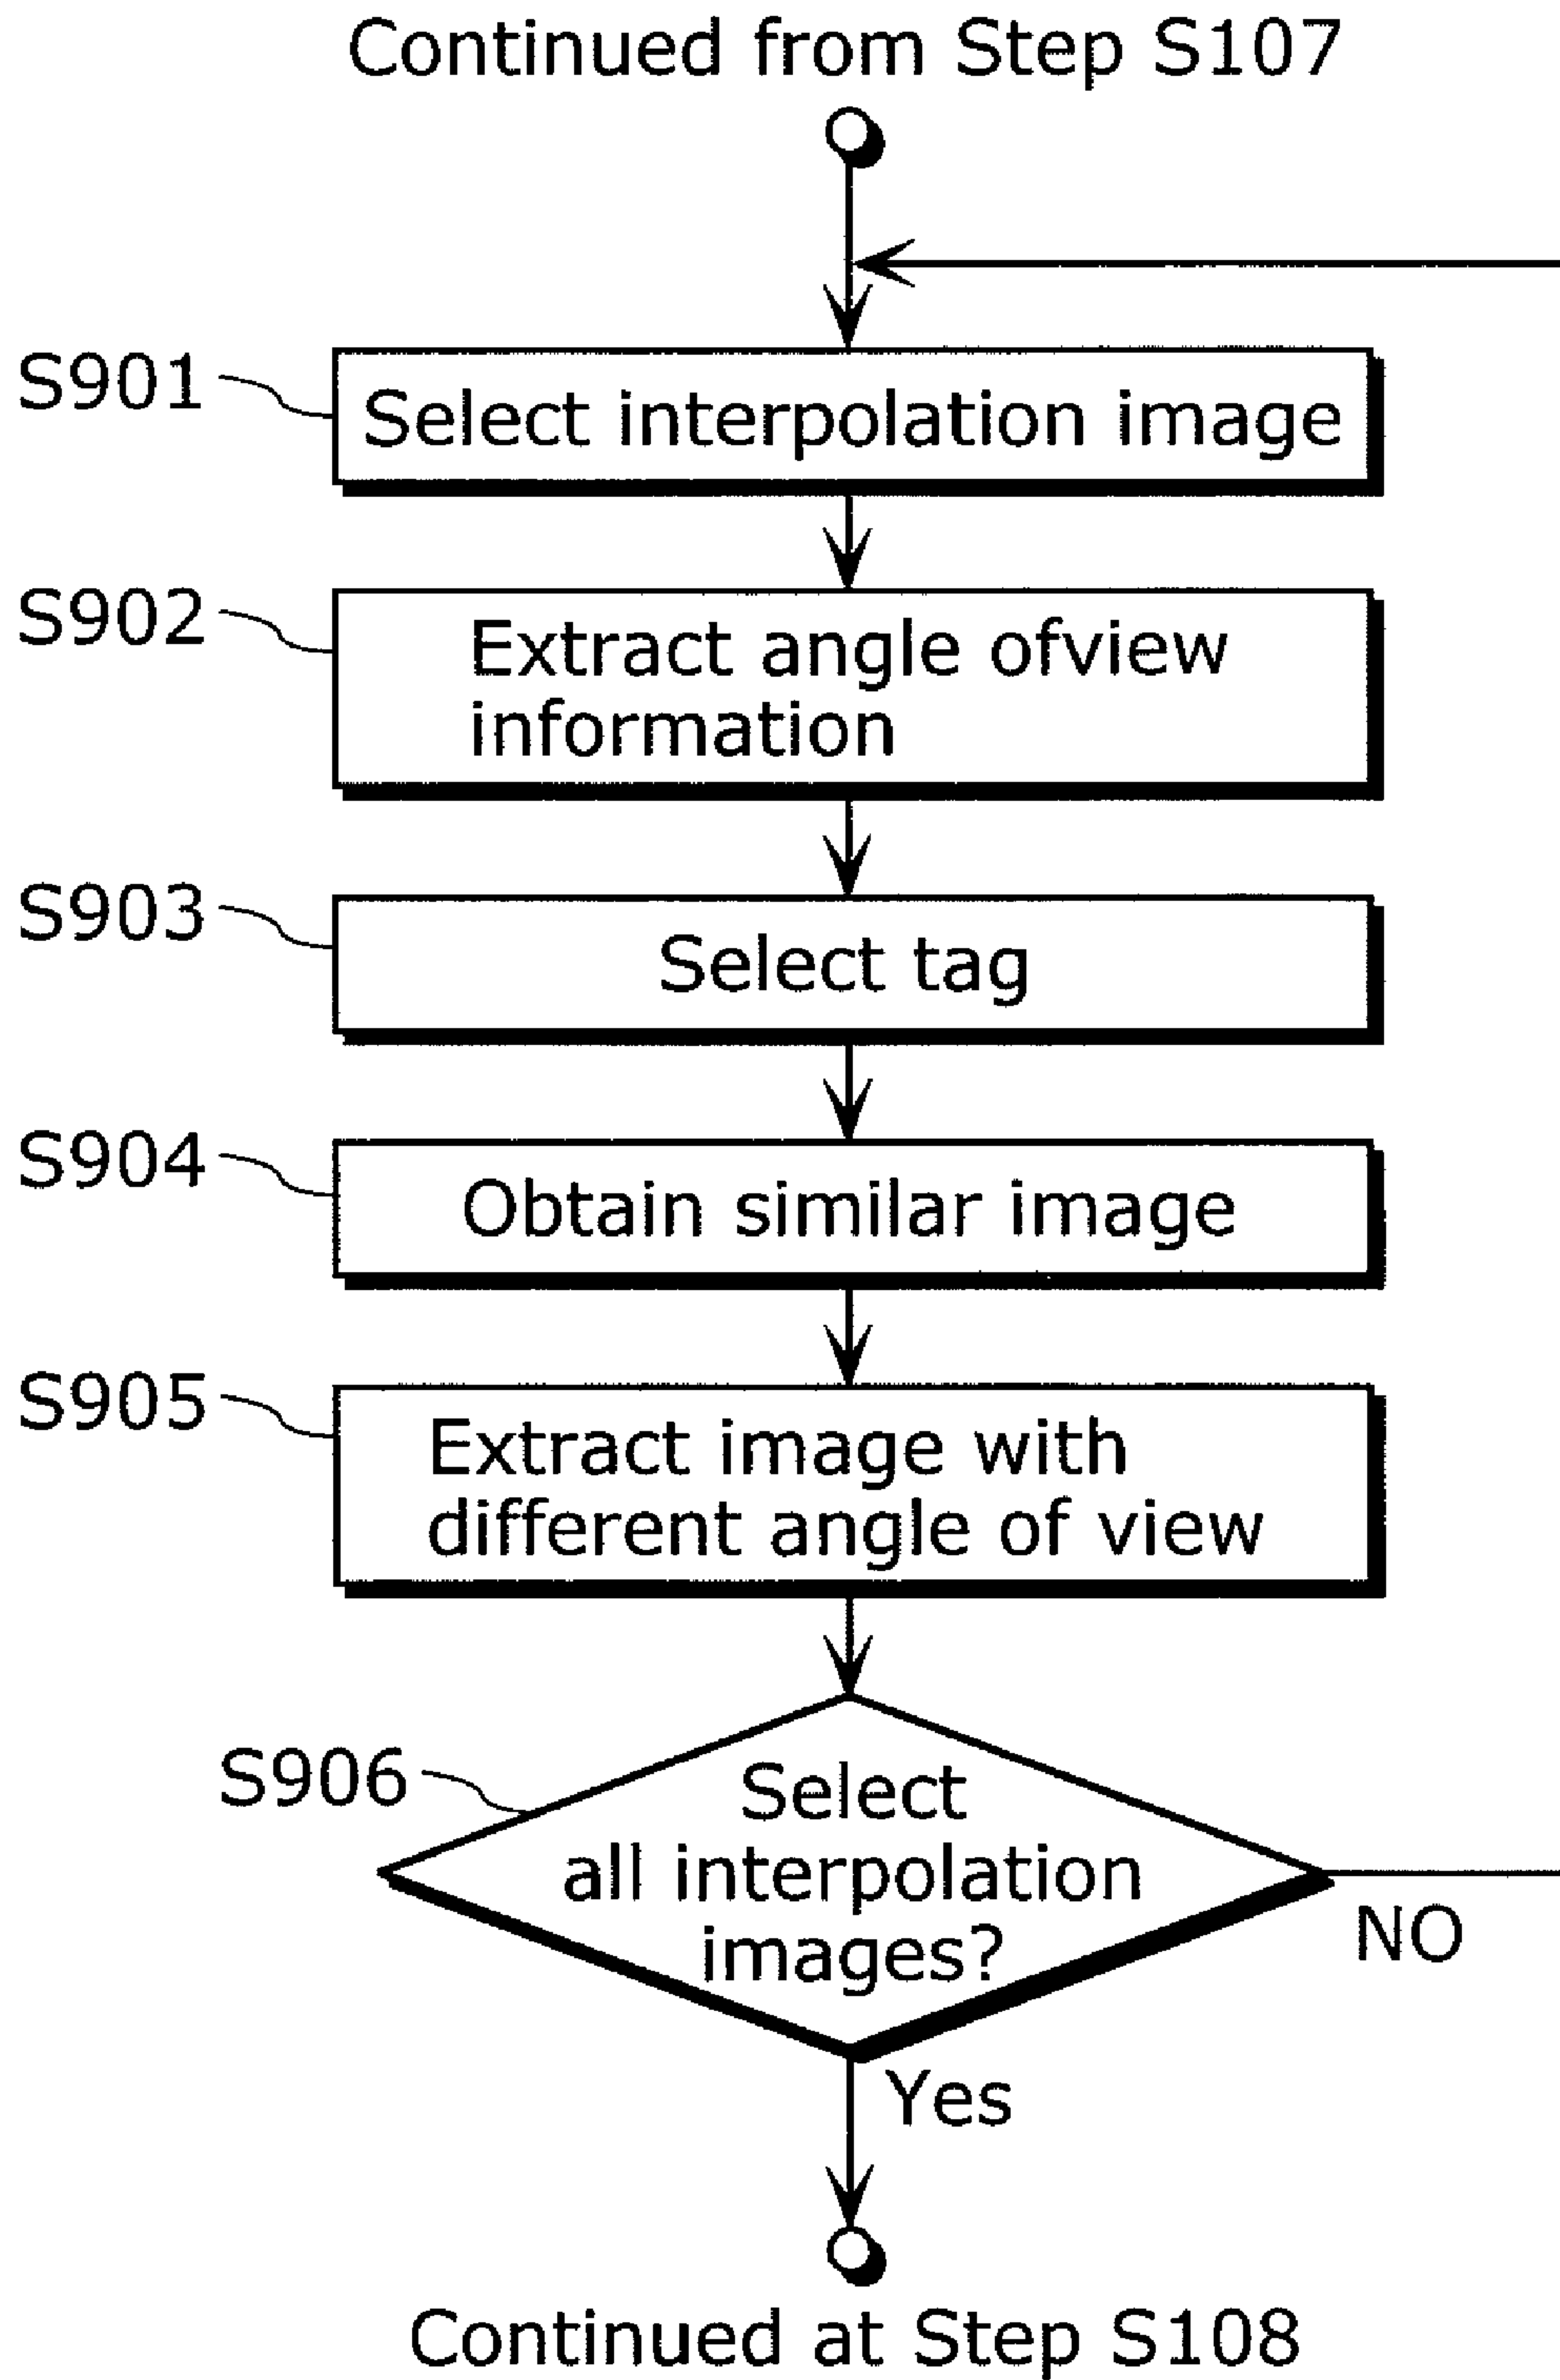 Continued from Step S107
S901
Select interpolation image
S902
Extract angle ofview
information
S903
Select tag
S904
Obtain similar image
S905
Extract image with
different angle of view
S906
Select
all interpolation
images?
NO
Yes
Continued at Step S108